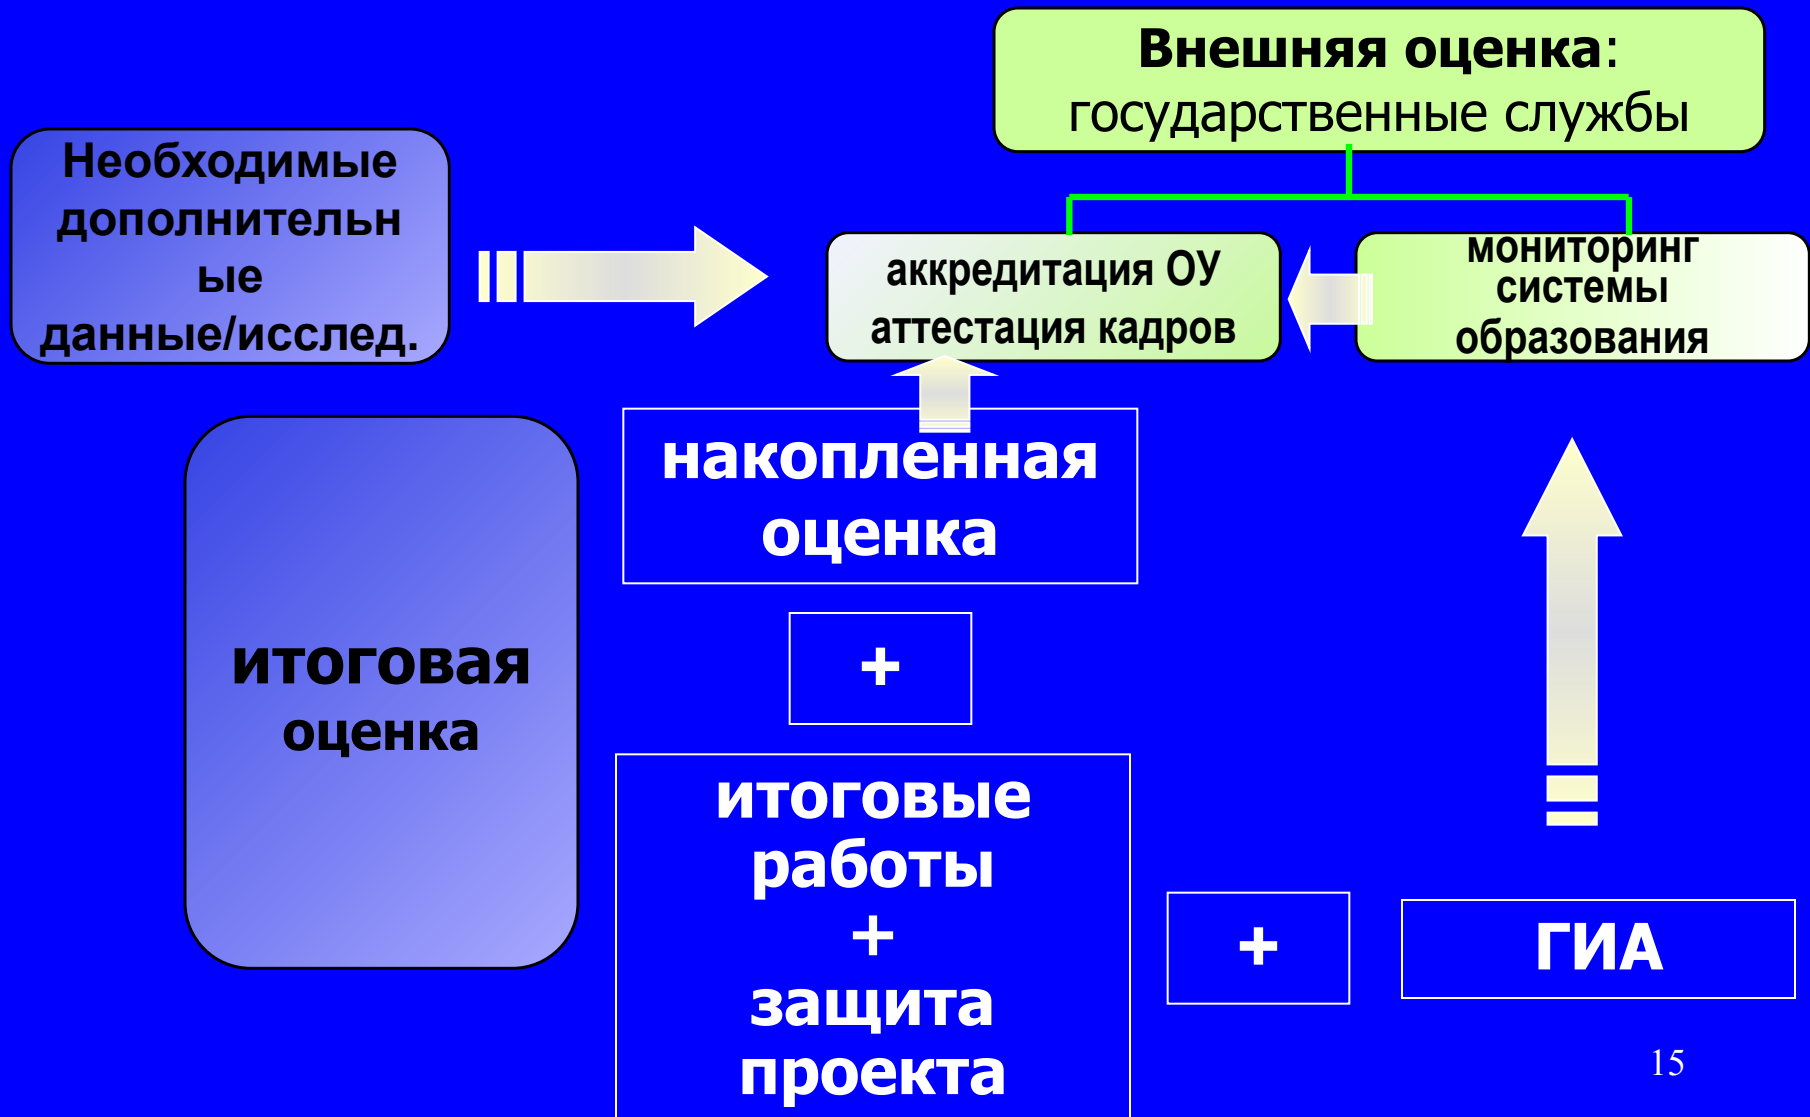 Внешняя оценка:
государственные службы
Необходимые
дополнительн
ые
данные/исслед.
аккредитация ОУ
аттестация кадров
мониторинг
системы
образования
накопленная
оценка
итоговая
оценка
+
итоговые
работы
+
защита
проекта
+
ГИА
15